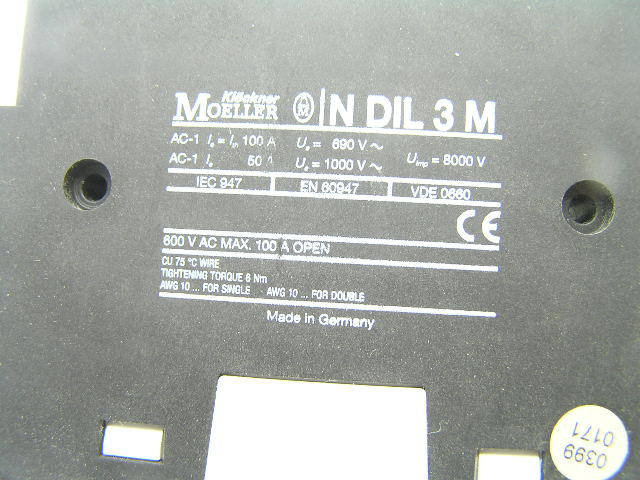 Klöckner
MOELLER N DIL 3 M
AC-1 Ie = Ith 100 A Ue = 690 V ~
AC-1 Ie 50 A Ue = 1000 V ~ Uimp = 8000 V
IEC 947 EN 60947 VDE 0660
CE
600 V AC MAX. 100 A OPEN
CU 75 °C WIRE
TIGHTENING TORQUE 6 Nm
AWG 10 ... FOR SINGLE AWG 10 ... FOR DOUBLE
Made in Germany
0399
0171